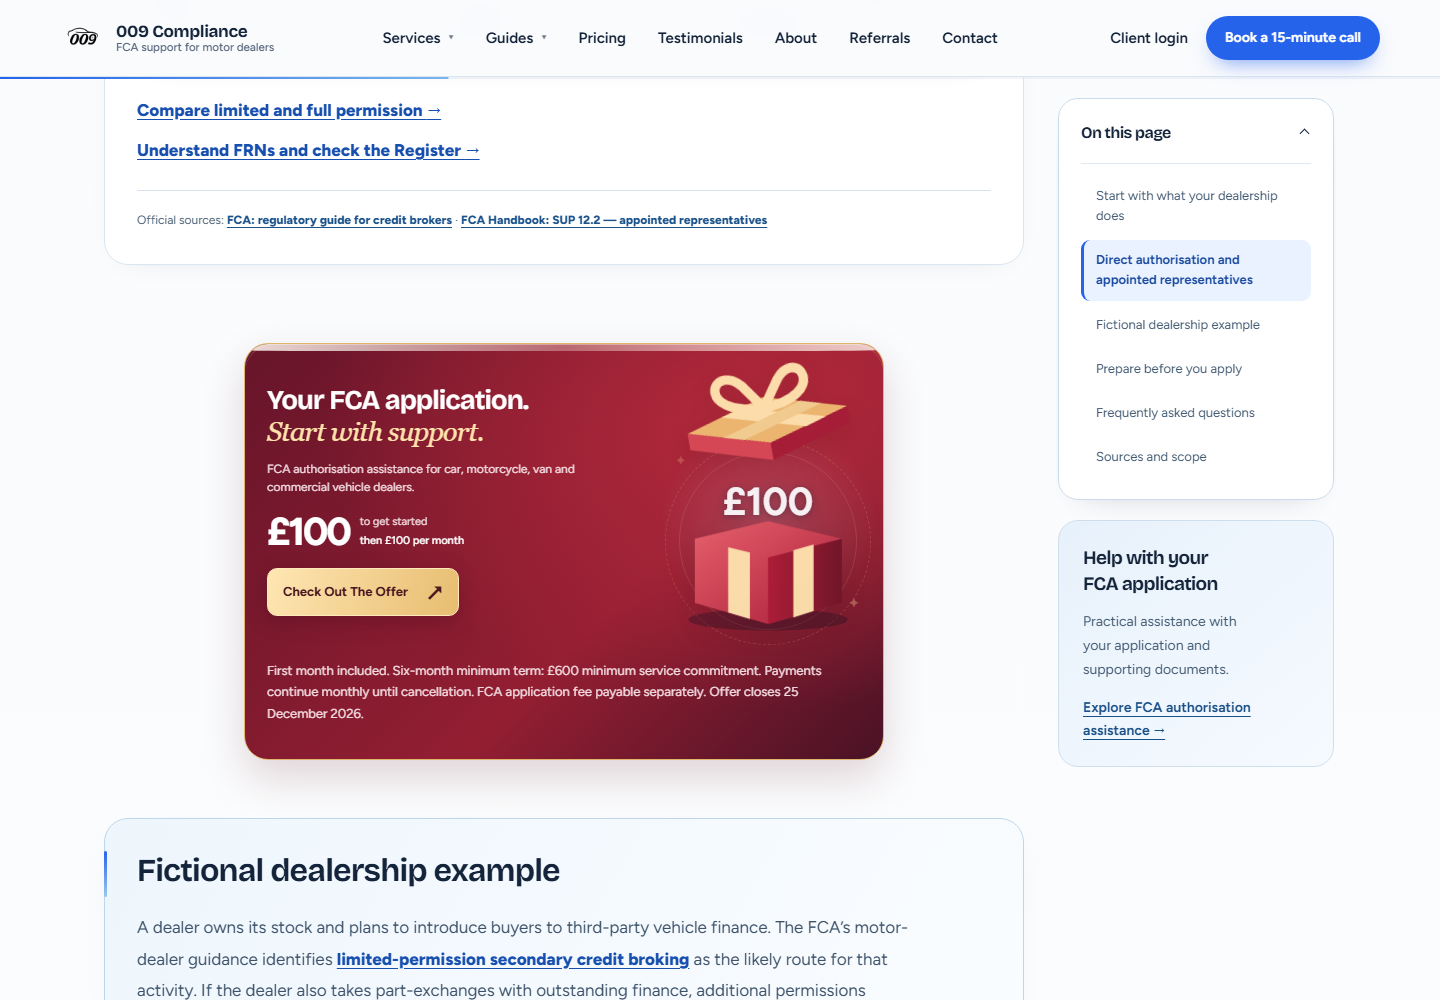 009
009 Compliance
FCA support for motor dealers
Services ▾
Guides ▾
Pricing
Testimonials
About
Referrals
Contact
Client login
Book a 15-minute call
Compare limited and full permission →
Understand FRNs and check the Register →
Official sources: FCA: regulatory guide for credit brokers · FCA Handbook: SUP 12.2 — appointed representatives
Your FCA application.
Start with support.
FCA authorisation assistance for car, motorcycle, van and
commercial vehicle dealers.
£100
to get started
then £100 per month
Check Out The Offer ↗
£100
First month included. Six-month minimum term: £600 minimum service commitment. Payments
continue monthly until cancellation. FCA application fee payable separately. Offer closes 25
December 2026.
Fictional dealership example
A dealer owns its stock and plans to introduce buyers to third-party vehicle finance. The FCA’s motor-
dealer guidance identifies limited-permission secondary credit broking as the likely route for that
activity. If the dealer also takes part-exchanges with outstanding finance, additional permissions
On this page
Start with what your dealership
does
Direct authorisation and
appointed representatives
Fictional dealership example
Prepare before you apply
Frequently asked questions
Sources and scope
Help with your
FCA application
Practical assistance with
your application and
supporting documents.
Explore FCA authorisation
assistance →